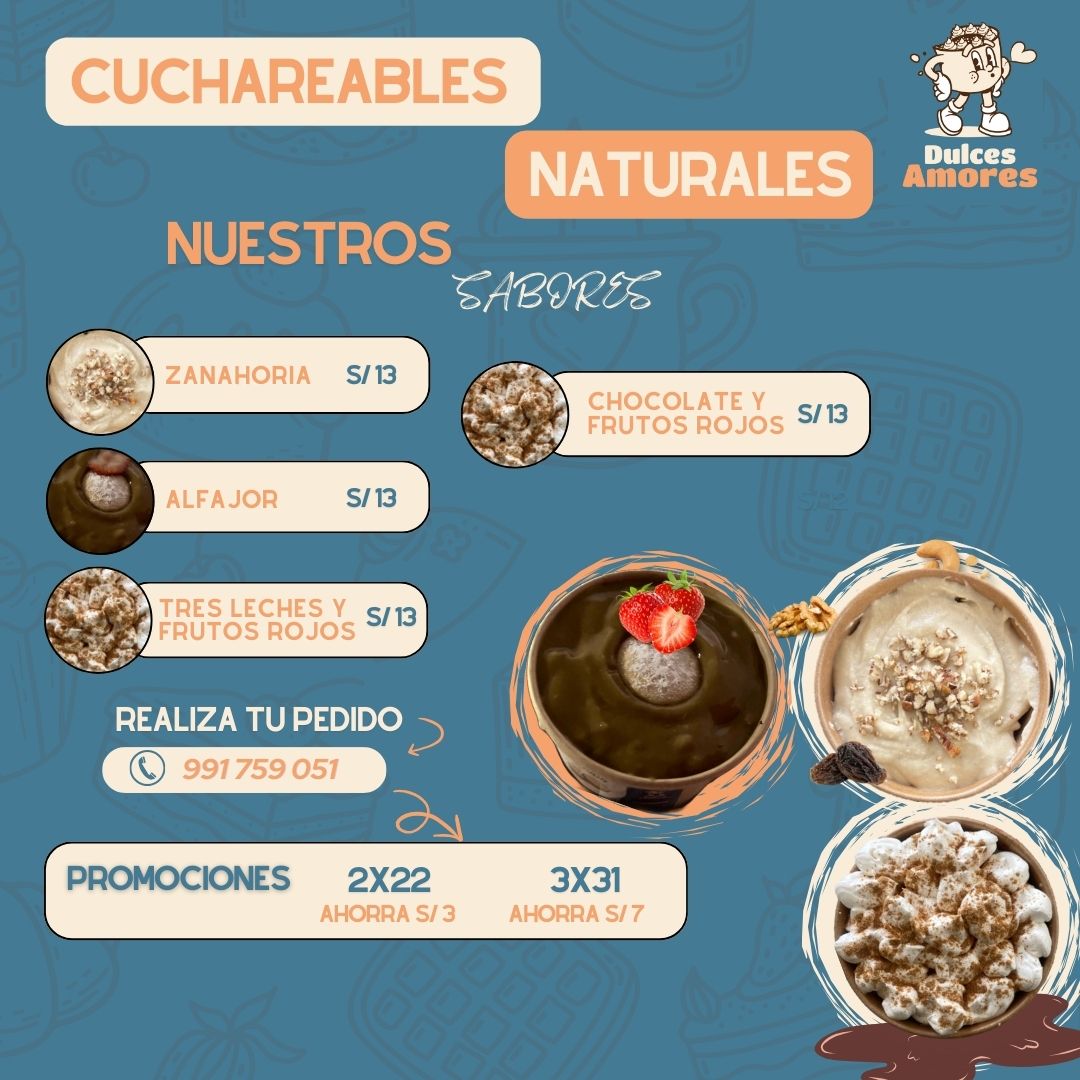 CUCHAREABLES
NATURALES
Dulces
Amores
NUESTROS
SABORES
ZANAHORIA S/ 13
ALFAJOR S/ 13
TRES LECHES Y
FRUTOS ROJOS S/ 13
CHOCOLATE Y
FRUTOS ROJOS S/ 13
REALIZA TU PEDIDO
991 759 051
PROMOCIONES
2X22
AHORRA S/ 3
3X31
AHORRA S/ 7